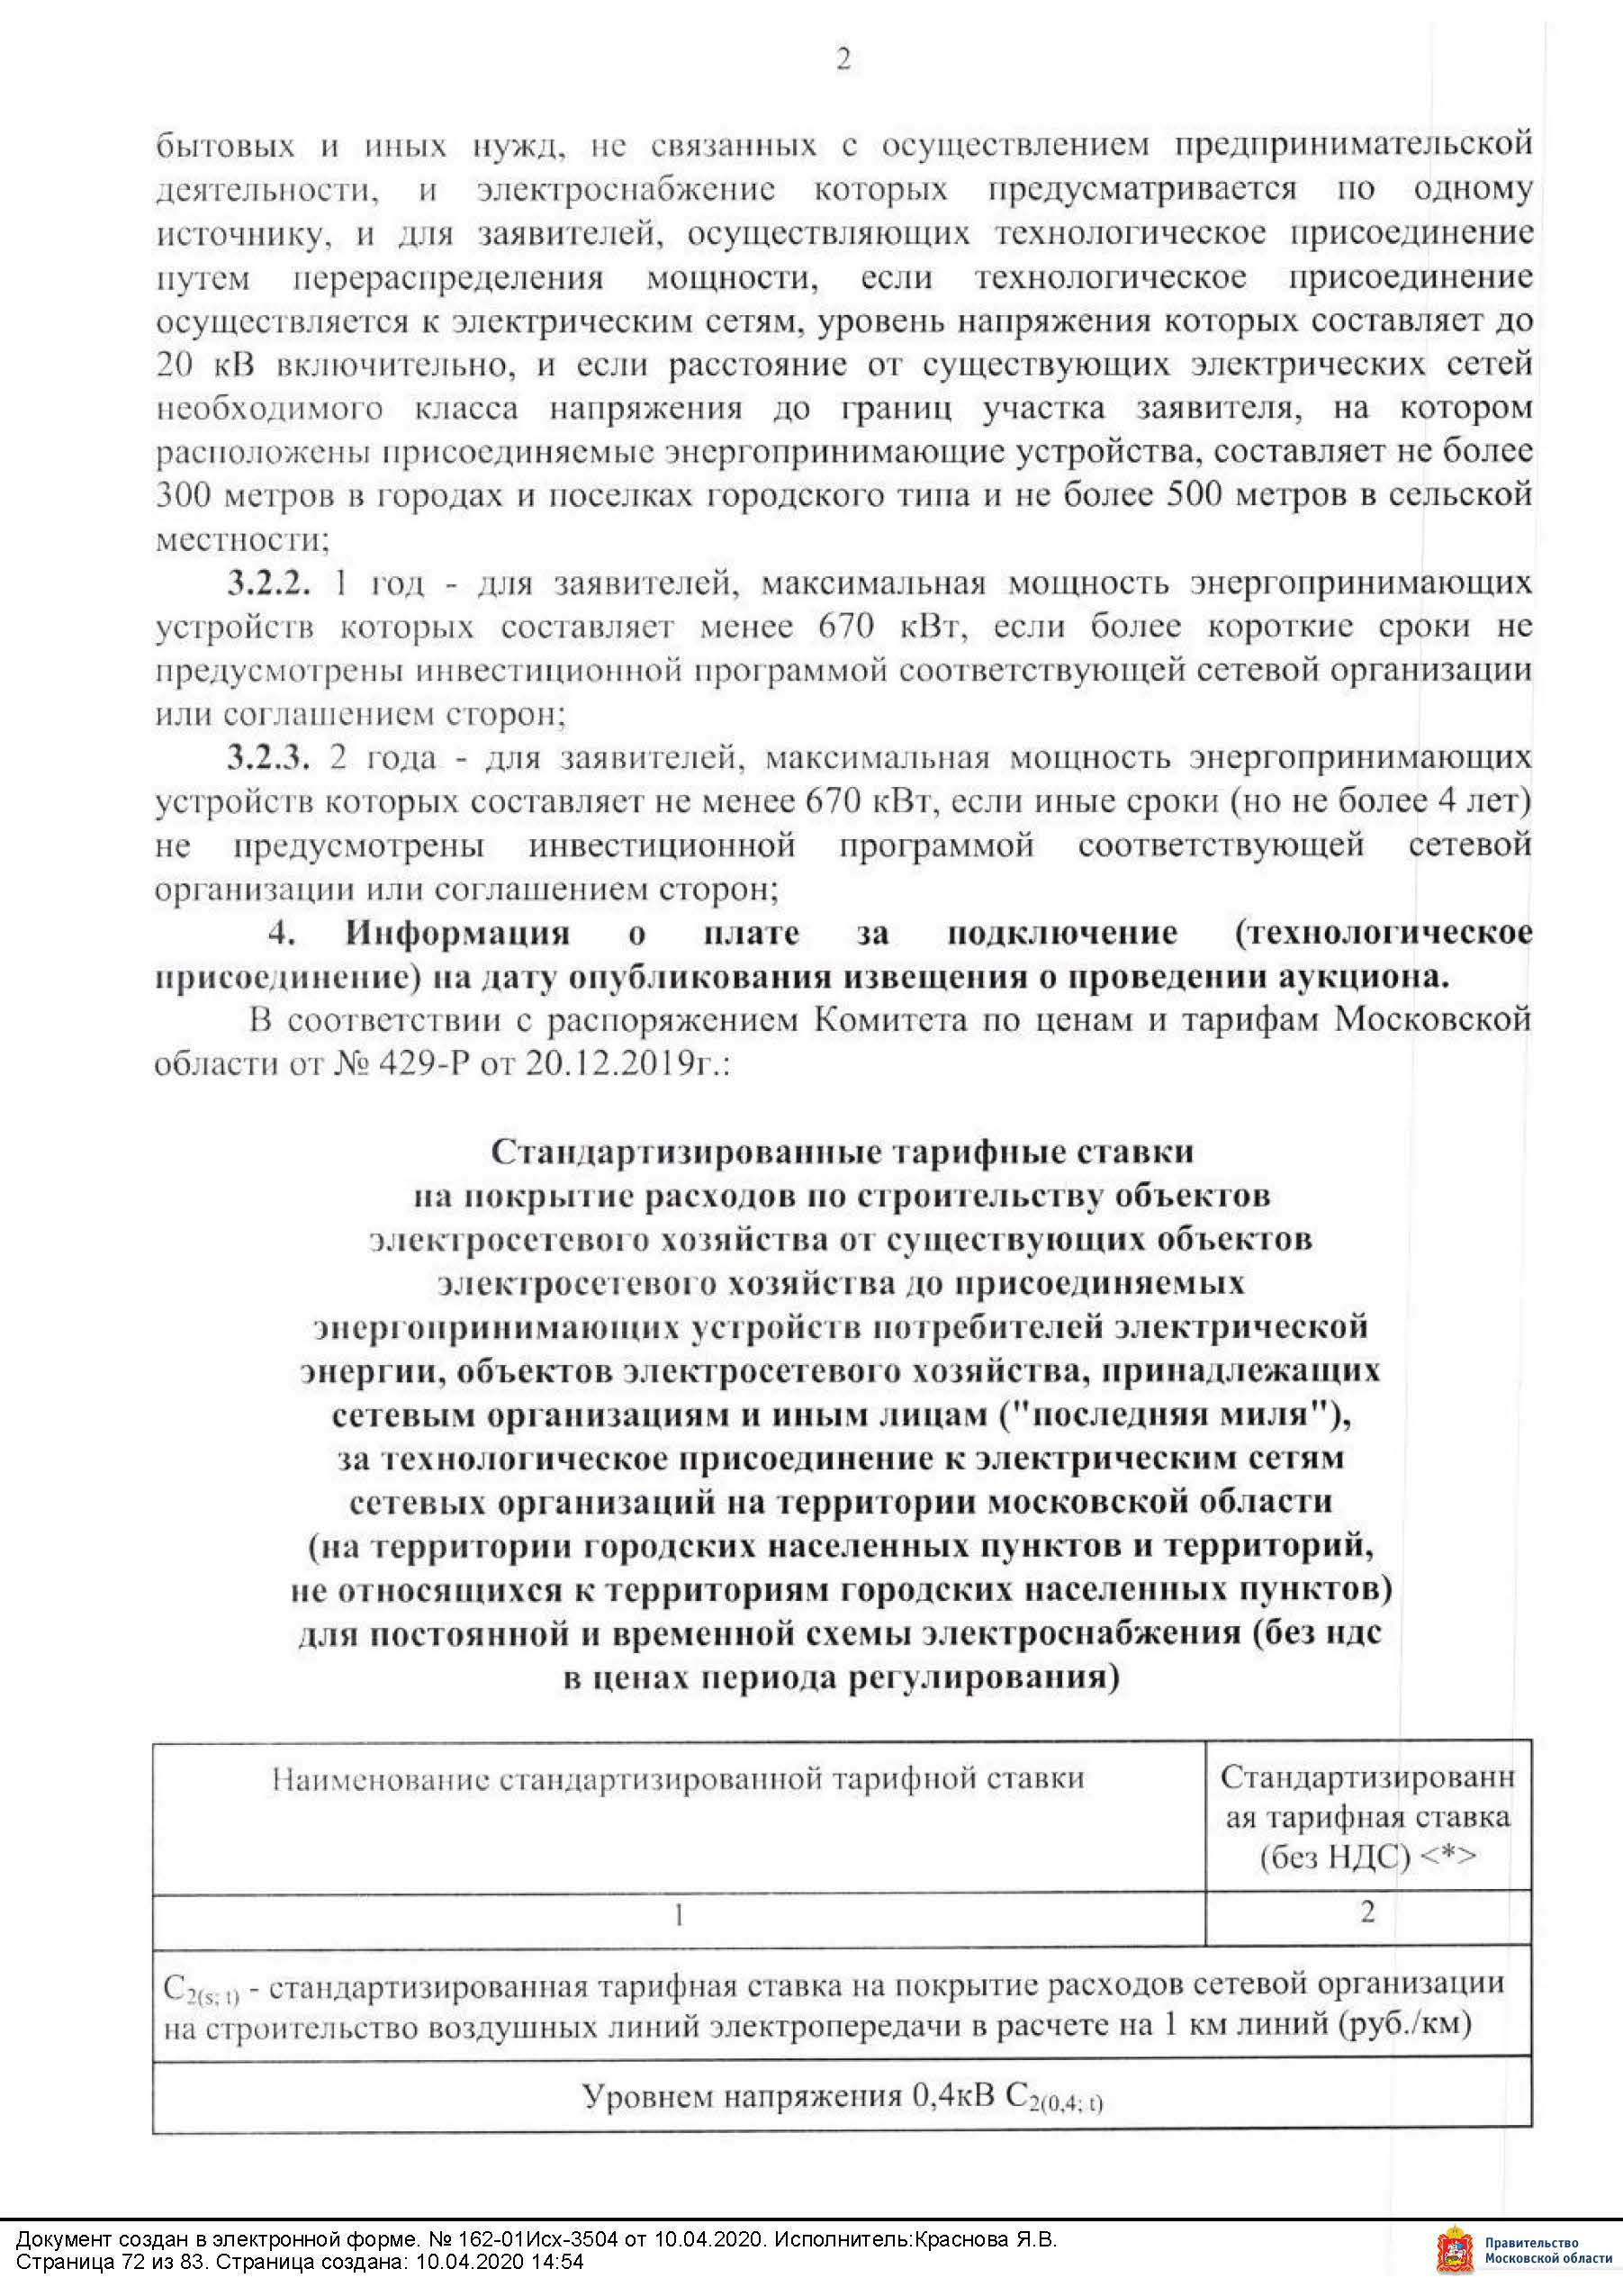 2
бытовых и иных нужд, не связанных с осуществлением предпринимательской
деятельности, и электроснабжение которых предусматривается по одному
источнику, и для заявителей, осуществляющих технологическое присоединение
путем перераспределения мощности, если технологическое присоединение
осуществляется к электрическим сетям, уровень напряжения которых составляет до
20 кВ включительно, и если расстояние от существующих электрических сетей
необходимого класса напряжения до границ участка заявителя, на котором
расположены присоединяемые энергопринимающие устройства, составляет не более
300 метров в городах и поселках городского типа и не более 500 метров в сельской
местности;
3.2.2. 1 год - для заявителей, максимальная мощность энергопринимающих
устройств которых составляет менее 670 кВт, если более короткие сроки не
предусмотрены инвестиционной программой соответствующей сетевой организации
или соглашением сторон;
3.2.3. 2 года - для заявителей, максимальная мощность энергопринимающих
устройств которых составляет не менее 670 кВт, если иные сроки (но не более 4 лет)
не предусмотрены инвестиционной программой соответствующей сетевой
организации или соглашением сторон;
4. Информация о плате за подключение (технологическое
присоединение) на дату опубликования извещения о проведении аукциона.
В соответствии с распоряжением Комитета по ценам и тарифам Московской
области от № 429-Р от 20.12.2019г.:
Стандартизированные тарифные ставки
на покрытие расходов по строительству объектов
электросетевого хозяйства от существующих объектов
электросетевого хозяйства до присоединяемых
энергопринимающих устройств потребителей электрической
энергии, объектов электросетевого хозяйства, принадлежащих
сетевым организациям и иным лицам ("последняя миля"),
за технологическое присоединение к электрическим сетям
сетевых организаций на территории московской области
(на территории городских населенных пунктов и территорий,
не относящихся к территориям городских населенных пунктов)
для постоянной и временной схемы электроснабжения (без ндс
в ценах периода регулирования)
Наименование стандартизированной тарифной ставки
Стандартизированн
ая тарифная ставка
(без НДС) <*>
1
2
C2(s; t) - стандартизированная тарифная ставка на покрытие расходов сетевой организации
на строительство воздушных линий электропередачи в расчете на 1 км линий (руб./км)
Уровнем напряжения 0,4кВ C2(0,4; t)
Документ создан в электронной форме. № 162-01Исх-3504 от 10.04.2020. Исполнитель:Краснова Я.В.
Страница 72 из 83. Страница создана: 10.04.2020 14:54
Правительство
Московской области